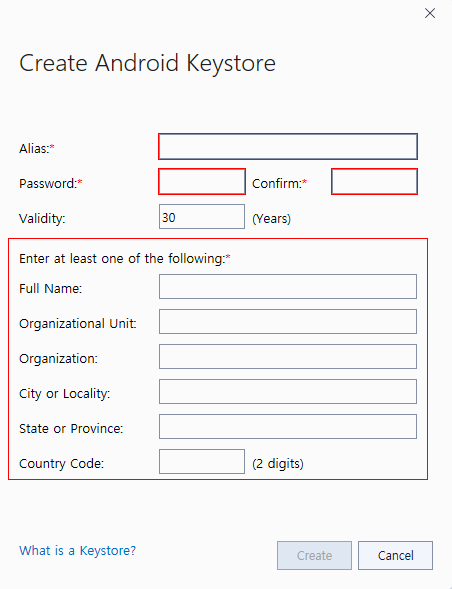 Create Android Keystore
Alias:*
Password:* Confirm:*
Validity: 30 (Years)
Enter at least one of the following:*
Full Name:
Organizational Unit:
Organization:
City or Locality:
State or Province:
Country Code: (2 digits)
What is a Keystore? Create Cancel